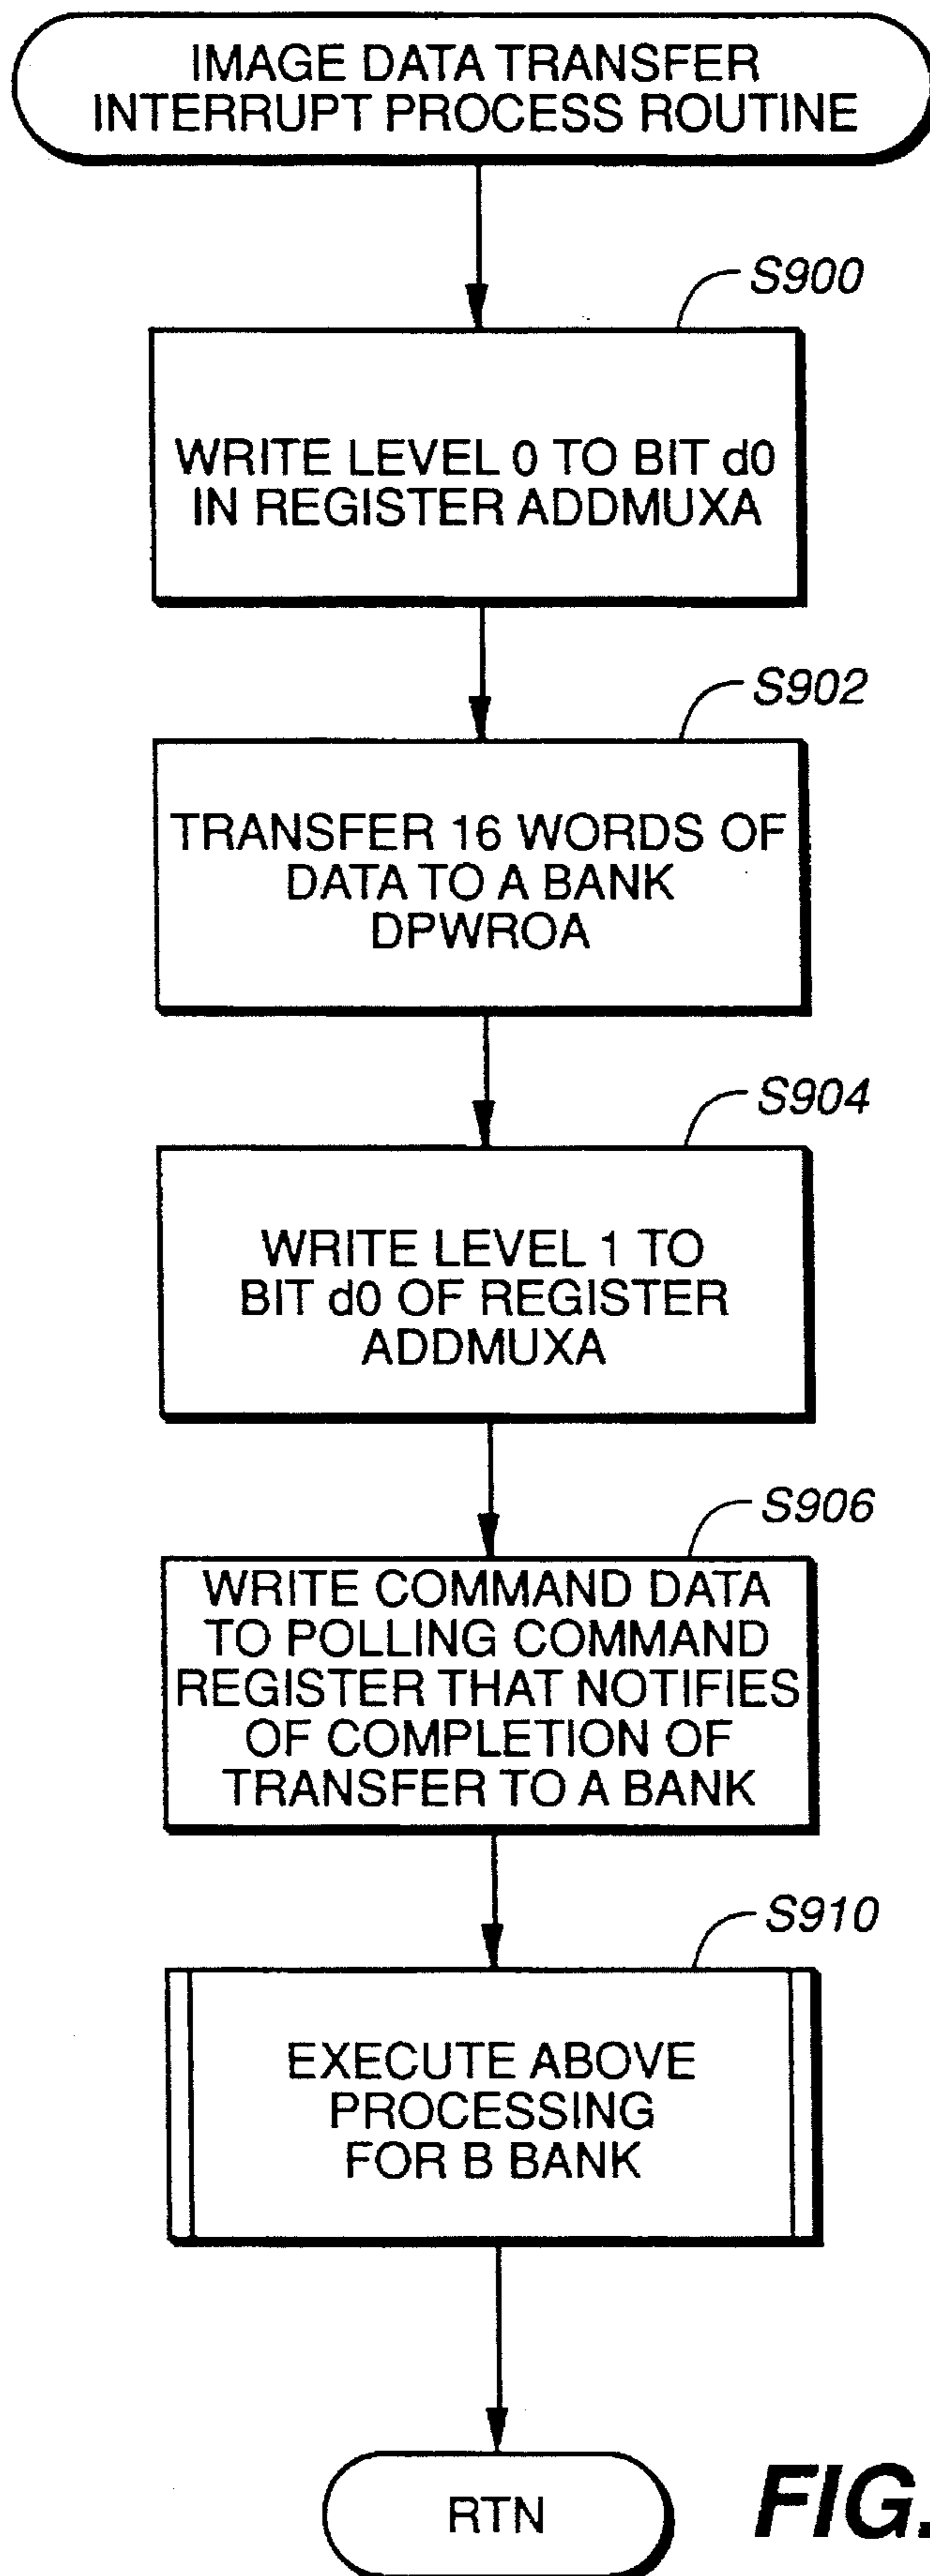 IMAGE DATA TRANSFER
INTERRUPT PROCESS ROUTINE
S900
WRITE LEVEL 0 TO BIT d0
IN REGISTER ADDMUXA
S902
TRANSFER 16 WORDS OF
DATA TO A BANK
DPWROA
S904
WRITE LEVEL 1 TO
BIT d0 OF REGISTER
ADDMUXA
S906
WRITE COMMAND DATA
TO POLLING COMMAND
REGISTER THAT NOTIFIES
OF COMPLETION OF
TRANSFER TO A BANK
S910
EXECUTE ABOVE
PROCESSING
FOR B BANK
RTN
FIG.